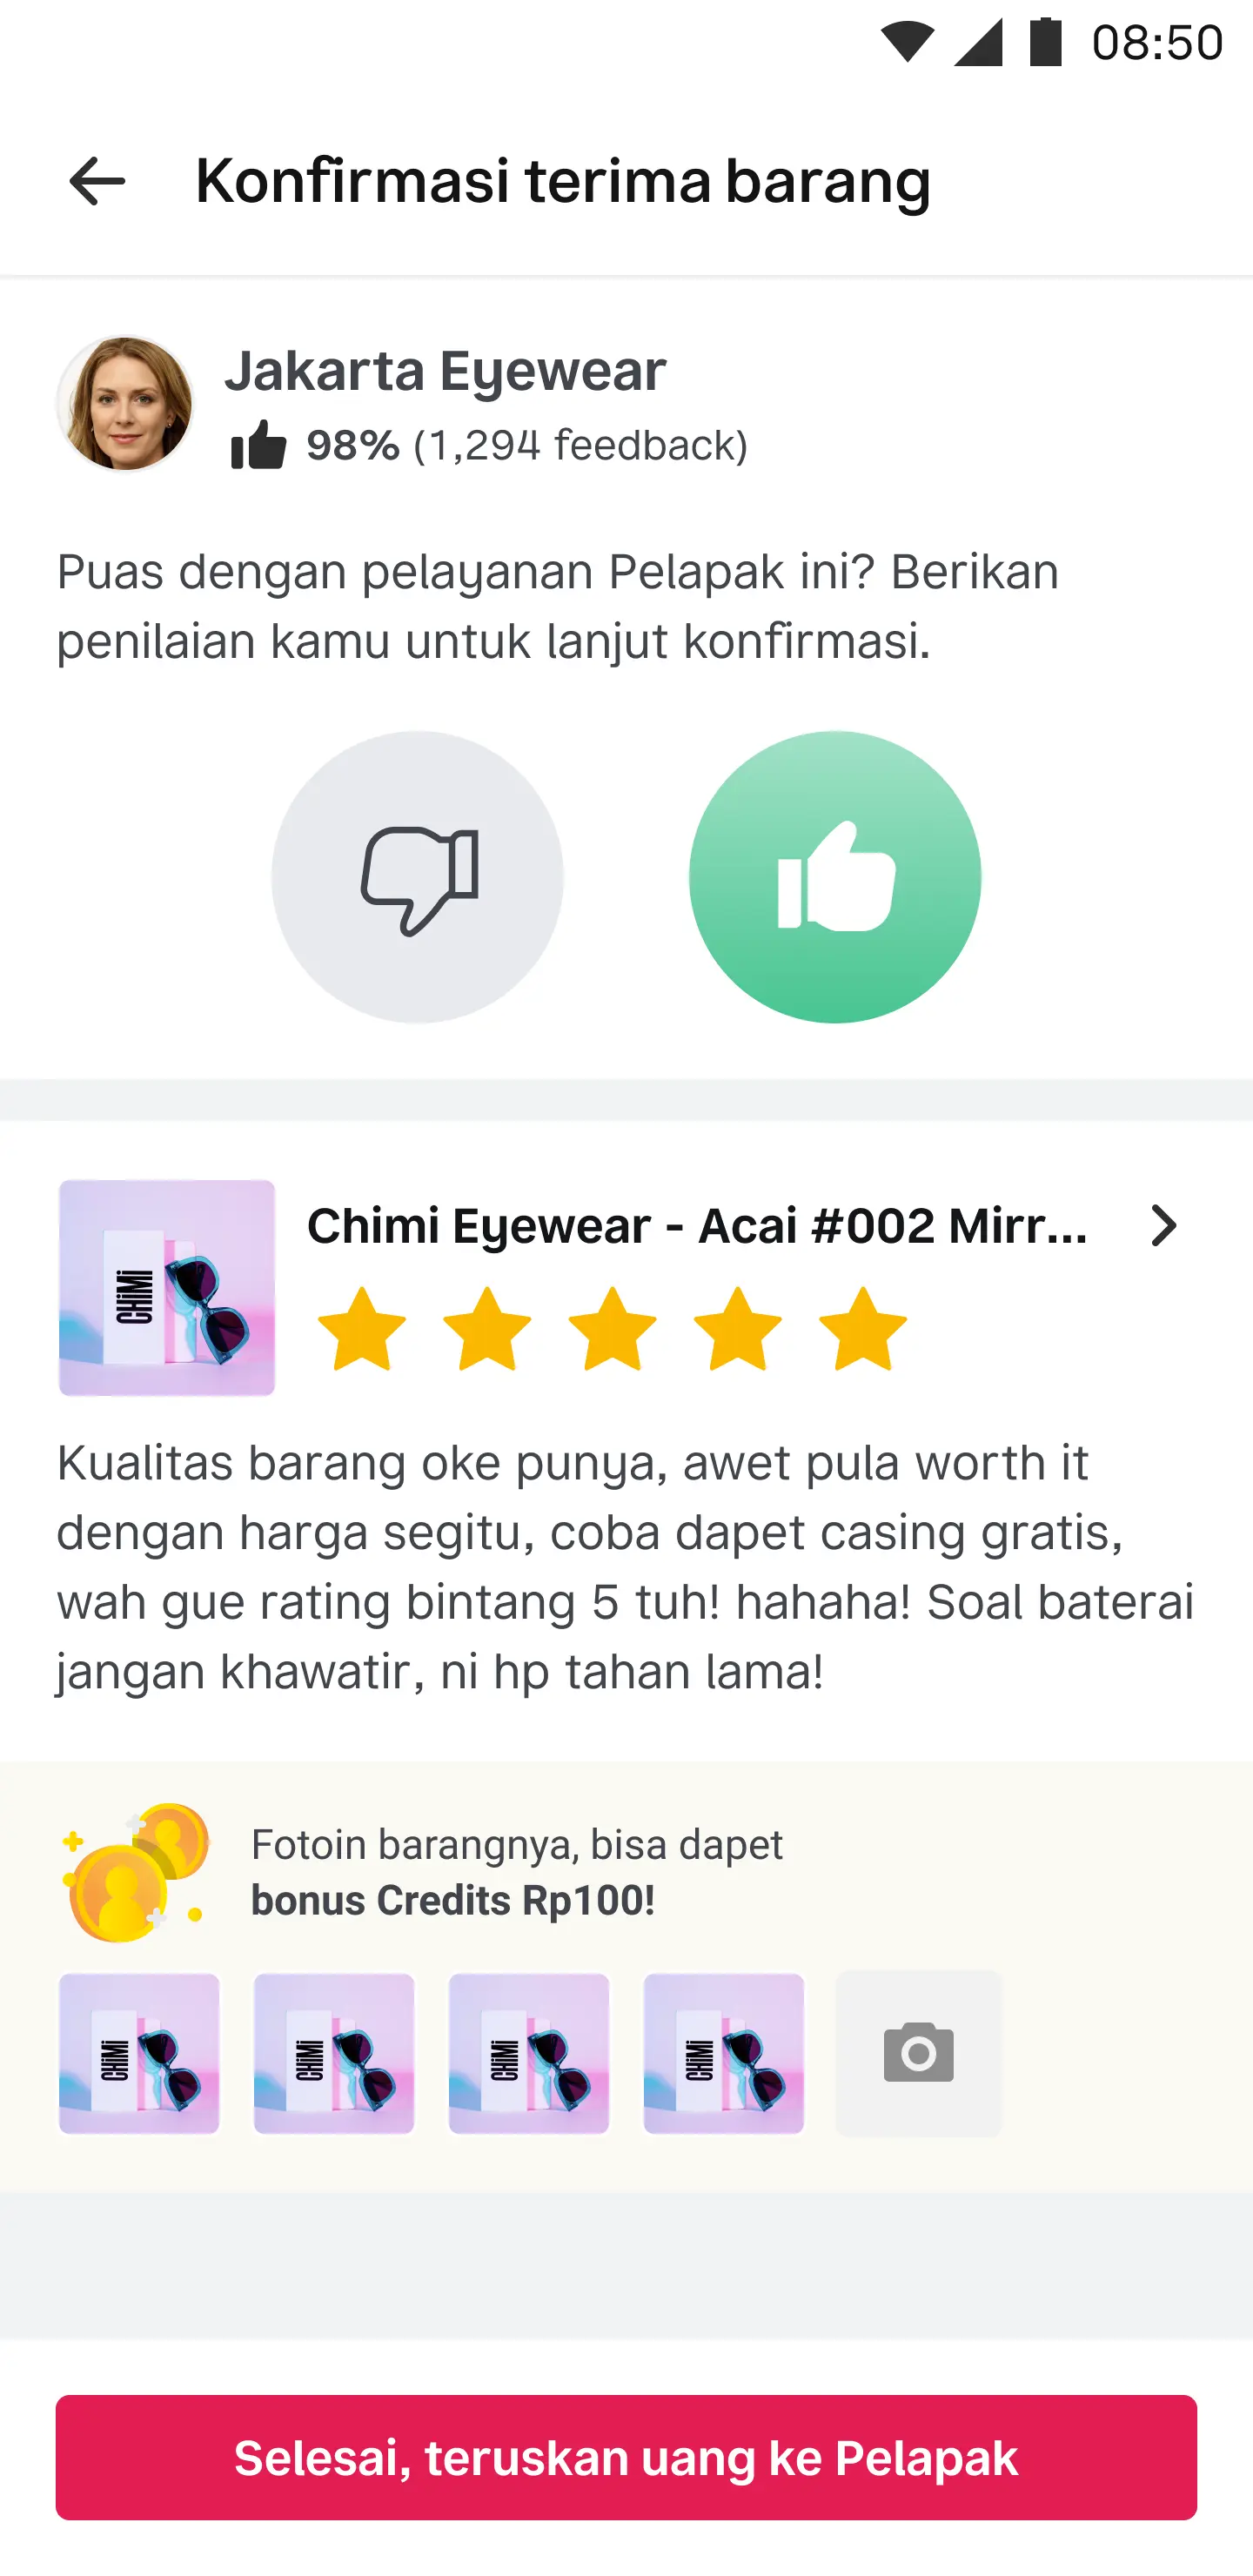 08:50
Konfirmasi terima barang
Jakarta Eyewear
98% (1,294 feedback)
Puas dengan pelayanan Pelapak ini? Berikan
penilaian kamu untuk lanjut konfirmasi.
CHiMi
Chimi Eyewear - Acai #002 Mirr...
Kualitas barang oke punya, awet pula worth it
dengan harga segitu, coba dapet casing gratis,
wah gue rating bintang 5 tuh! hahaha! Soal baterai
jangan khawatir, ni hp tahan lama!
Fotoin barangnya, bisa dapet
bonus Credits Rp100!
CHiMi
CHiMi
CHiMi
CHiMi
Selesai, teruskan uang ke Pelapak